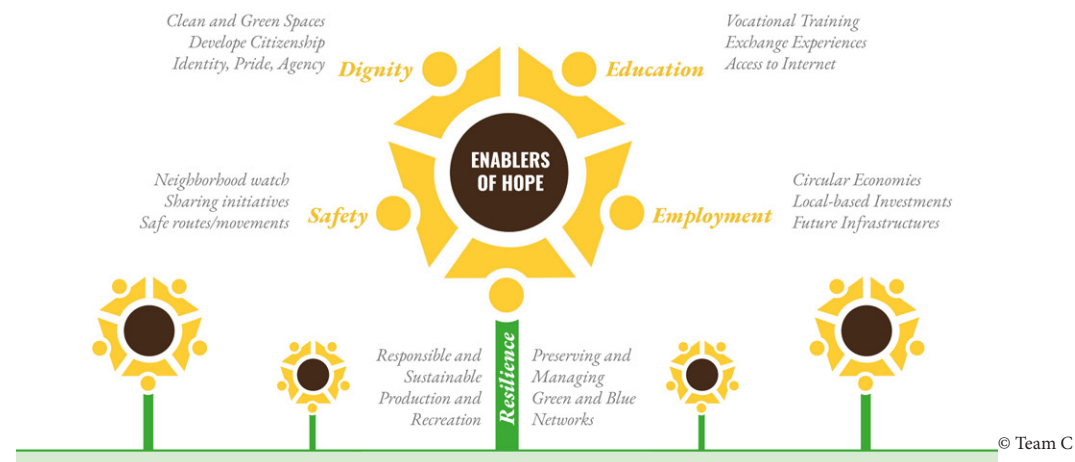 Clean and Green Spaces
Develope Citizenship
Identity, Pride, Agency
Dignity
Education
Vocational Training
Exchange Experiences
Access to Internet
ENABLERS
OF HOPE
Neighborhood watch
Sharing initiatives
Safe routes/movements
Safety
Employment
Circular Economies
Local-based Investments
Future Infrastructures
Responsible and
Sustainable
Production and
Recreation
Resilience
Preserving and
Managing
Green and Blue
Networks
© Team C